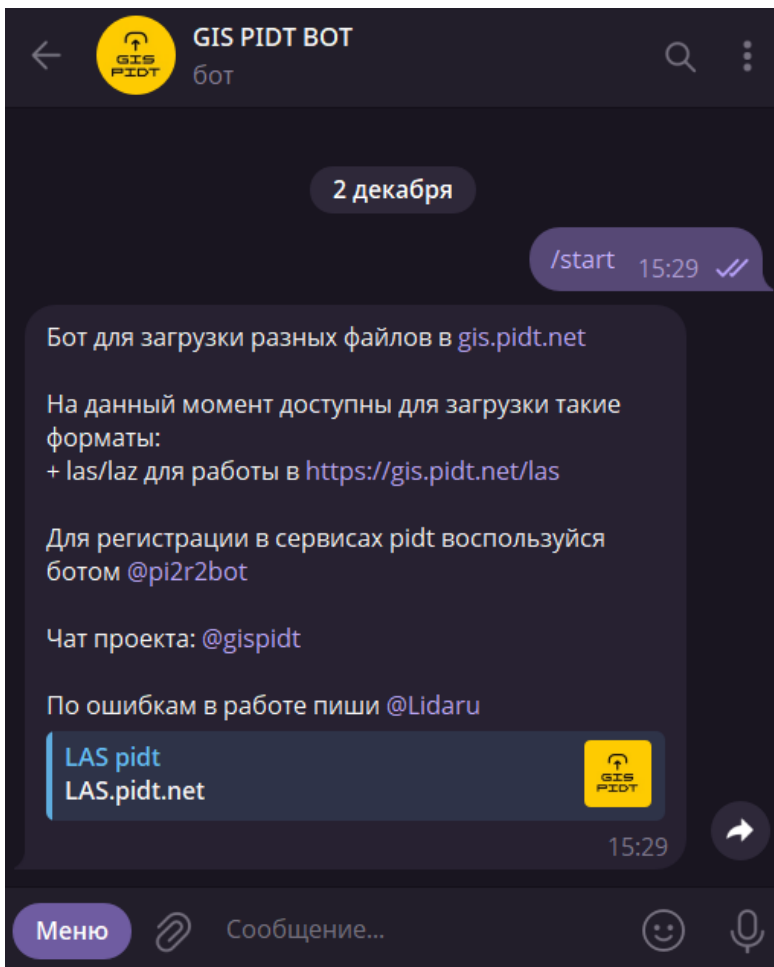 GIS PIDT BOT
GIS
PIDT
бот
2 декабря
/start 15:29
Бот для загрузки разных файлов в gis.pidt.net
На данный момент доступны для загрузки такие
форматы:
+ las/laz для работы в https://gis.pidt.net/las
Для регистрации в сервисах pidt воспользуйся
ботом @pi2r2bot
Чат проекта: @gispidt
По ошибкам в работе пиши @Lidaru
LAS pidt
LAS.pidt.net
GIS
PIDT
15:29
Меню
Сообщение...